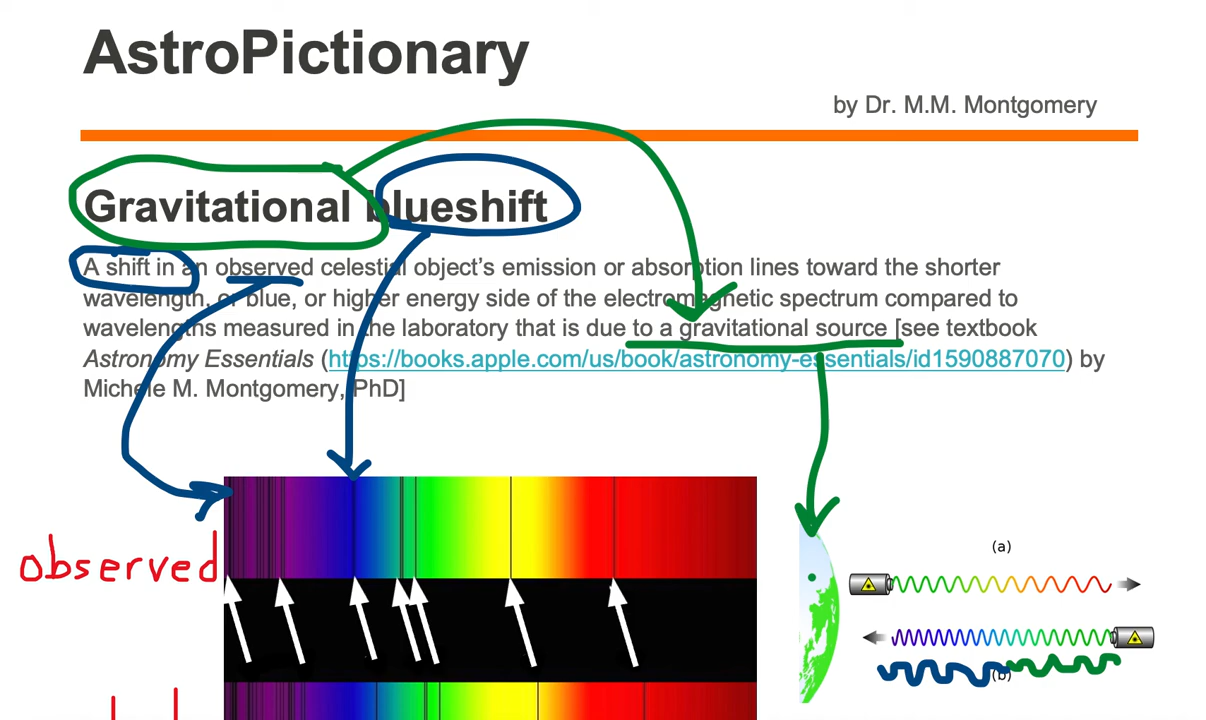 AstroPictionary
by Dr. M.M. Montgomery
Gravitational blueshift
A shift in an observed celestial object's emission or absorption lines toward the shorter
wavelength, or blue, or higher energy side of the electromagnetic spectrum compared to
wavelengths measured in the laboratory that is due to a gravitational source [see textbook
Astronomy Essentials (https://books.apple.com/us/book/astronomy-essentials/id1590887070) by
Michele M. Montgomery, PhD]
observed
(a)
(b)